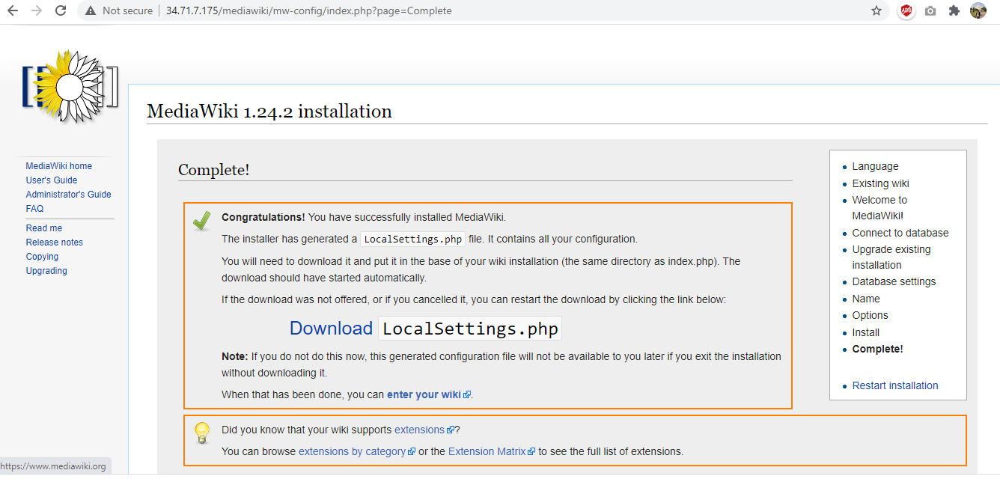 Not secure
34.71.7.175/mediawiki/mw-config/index.php?page=Complete
ABP
MediaWiki home
User's Guide
Administrator's Guide
FAQ
Read me
Release notes
Copying
Upgrading
MediaWiki 1.24.2 installation
Complete!
Congratulations! You have successfully installed MediaWiki.
The installer has generated a LocalSettings.php file. It contains all your configuration.
You will need to download it and put it in the base of your wiki installation (the same directory as index.php). The
download should have started automatically.
If the download was not offered, or if you cancelled it, you can restart the download by clicking the link below:
Download LocalSettings.php
Note: If you do not do this now, this generated configuration file will not be available to you later if you exit the installation
without downloading it.
When that has been done, you can enter your wiki.
Did you know that your wiki supports extensions?
You can browse extensions by category or the Extension Matrix to see the full list of extensions.
Language
Existing wiki
Welcome to
MediaWiki!
Connect to database
Upgrade existing
installation
Database settings
Name
Options
Install
Complete!
Restart installation
https://www.mediawiki.org